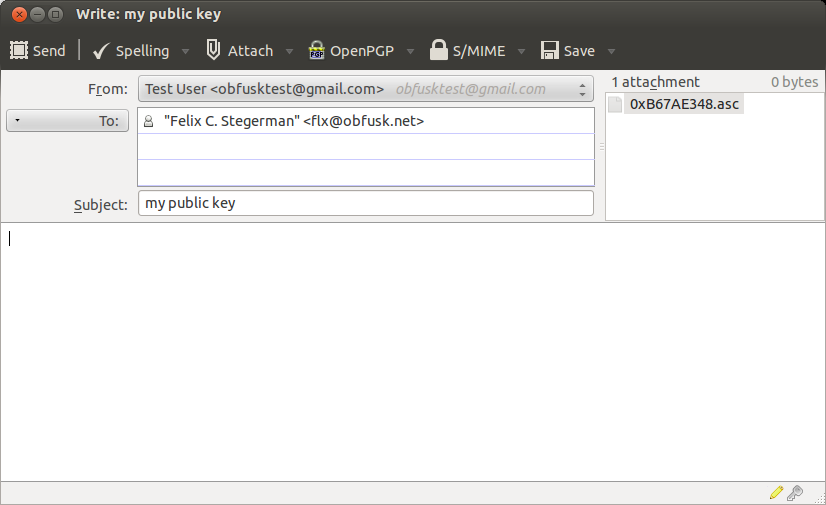 Write: my public key
Send Spelling Attach OpenPGP S/MIME Save
From: Test User <obfusktest@gmail.com> obfusktest@gmail.com 1 attachment 0 bytes
0xB67AE348.asc
To: "Felix C. Stegerman" <flx@obfusk.net>
Subject: my public key